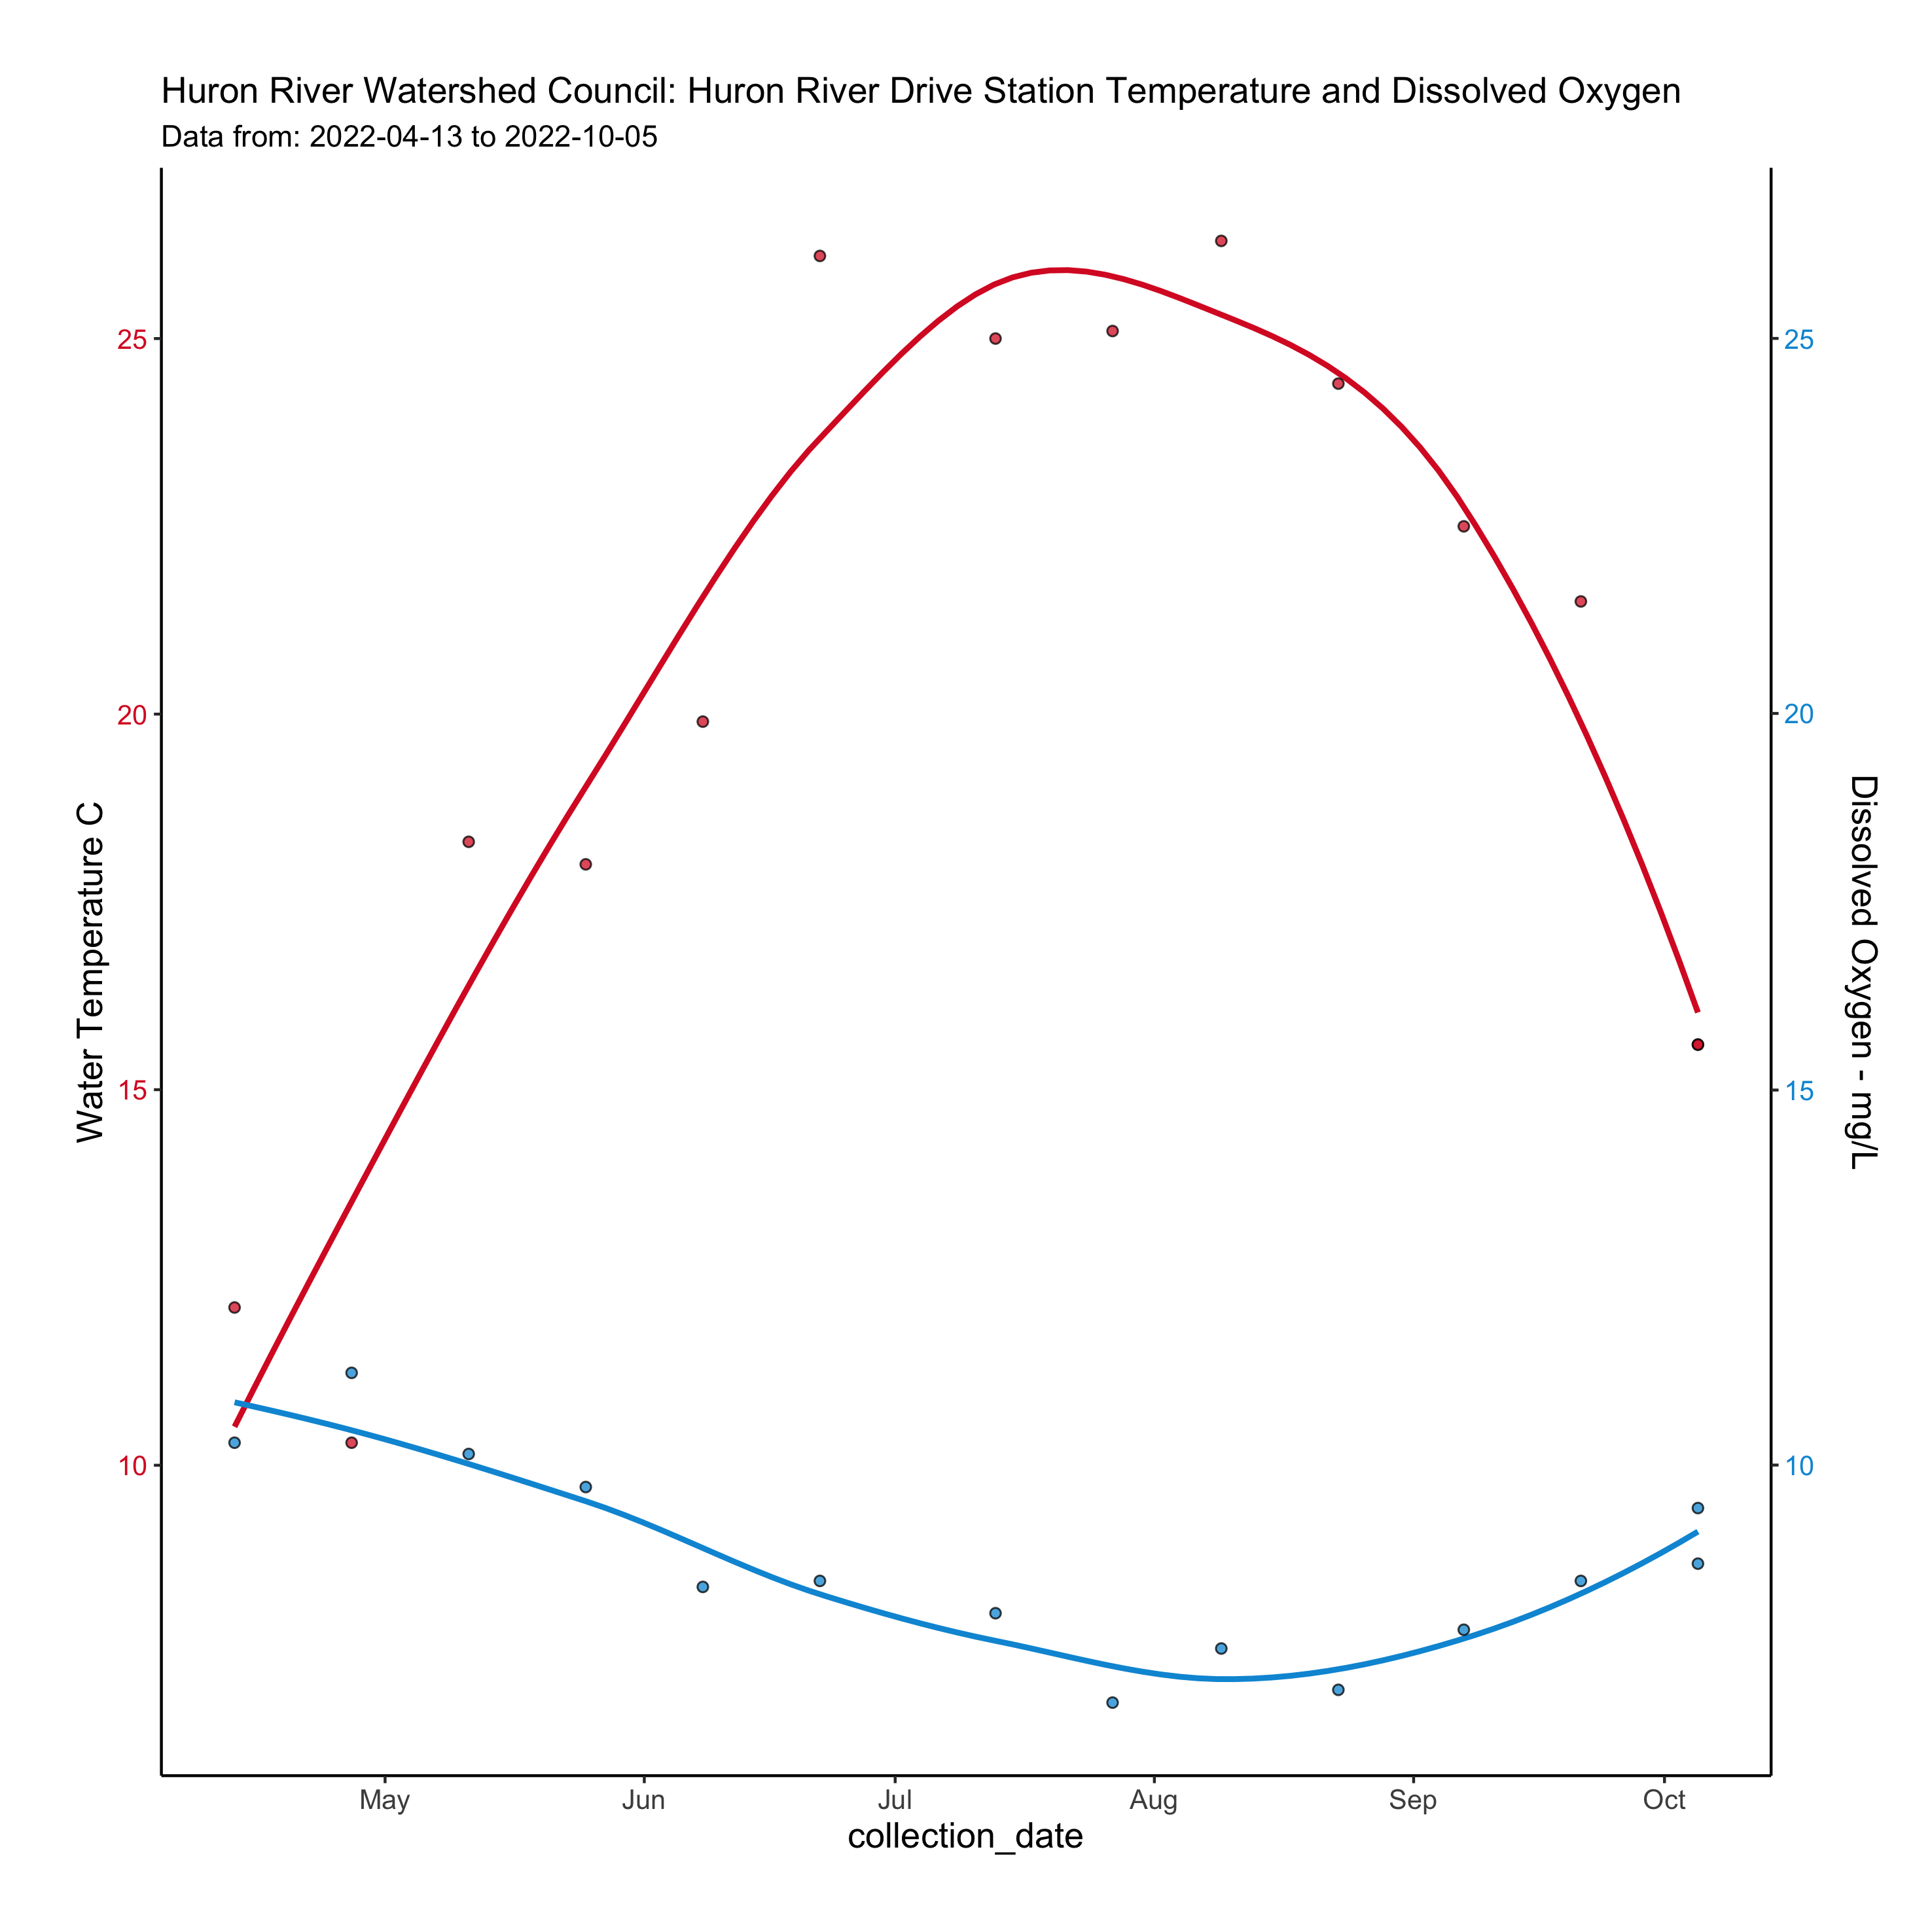 Huron River Watershed Council: Huron River Drive Station Temperature and Dissolved Oxygen
Data from: 2022-04-13 to 2022-10-05
Water Temperature C
25
20
15
10
25
20
15
10
Dissolved Oxygen - mg/L
May
Jun
Jul
Aug
Sep
Oct
collection_date